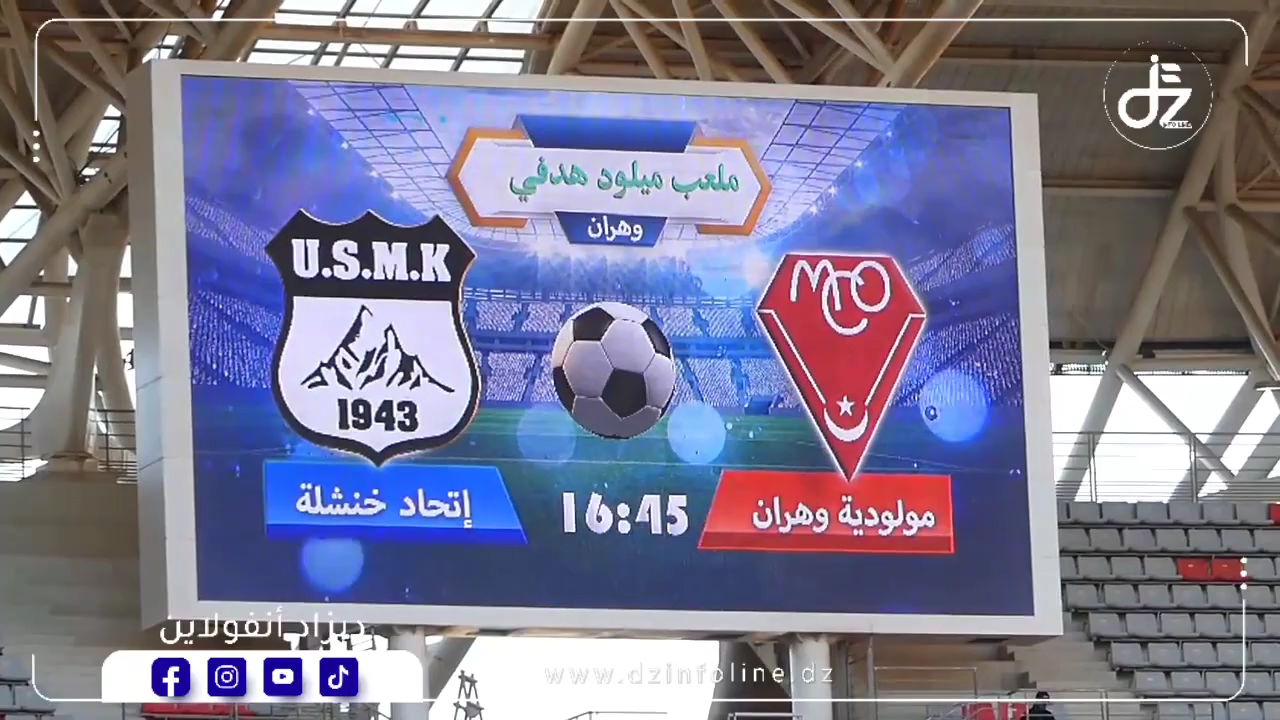 ملعب ميلود هدفي
وهران
U.S.M.K
1943
MCO
إتحاد خنشلة
16:45
مولودية وهران
ديزاد أنفولاين
www.dzinfoline.dz